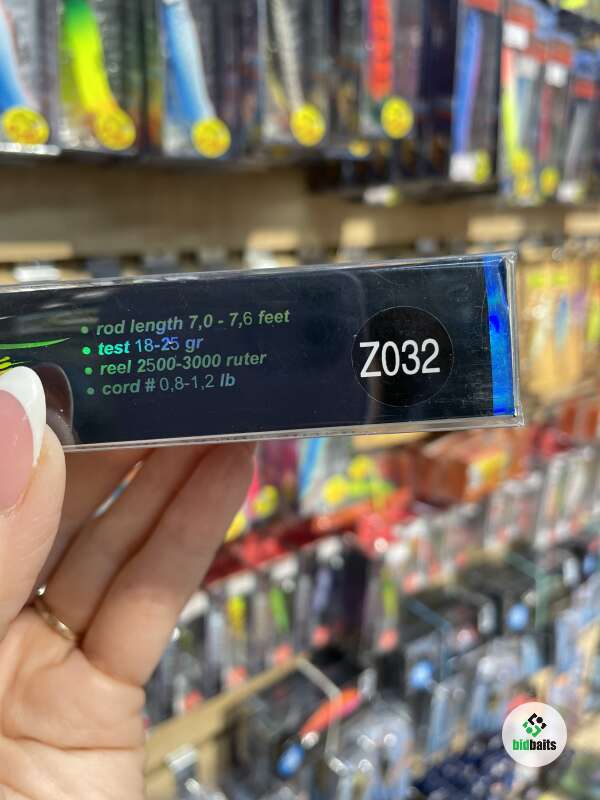 • rod length 7,0 - 7,6 feet
• test 18-25 gr
• reel 2500-3000 ruter
• cord # 0,8-1,2 lb
Z032
bidbaits